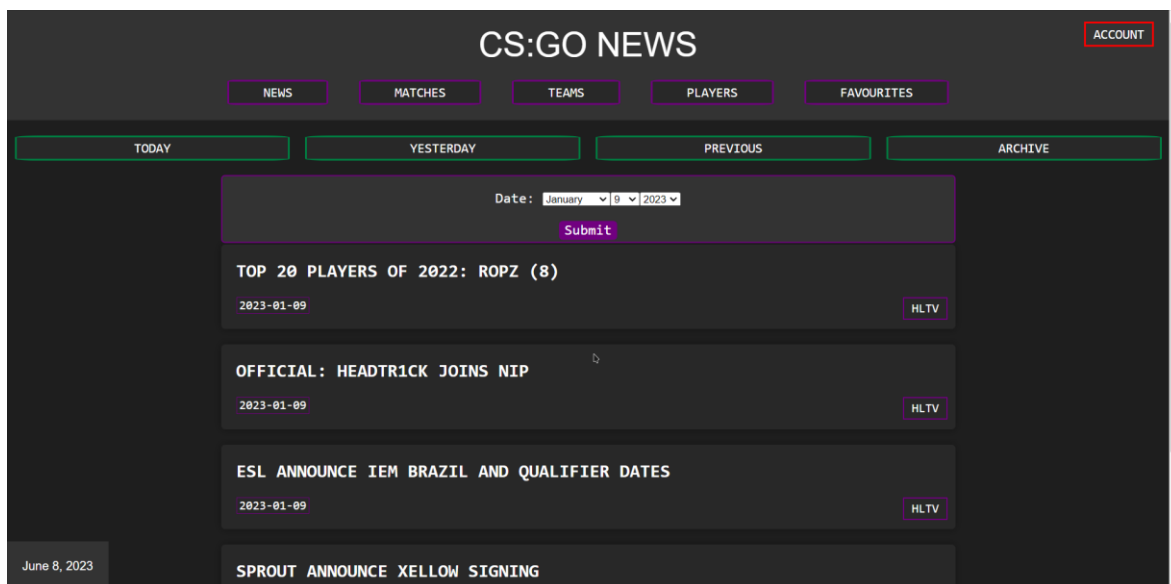 CS:GO NEWS
ACCOUNT
NEWS MATCHES TEAMS PLAYERS FAVOURITES
TODAY YESTERDAY PREVIOUS ARCHIVE
Date: January 9 2023
Submit
TOP 20 PLAYERS OF 2022: ROPZ (8)
2023-01-09
HLTV
OFFICIAL: HEADTR1CK JOINS NIP
2023-01-09
HLTV
ESL ANNOUNCE IEM BRAZIL AND QUALIFIER DATES
2023-01-09
HLTV
SPROUT ANNOUNCE XELLOW SIGNING
June 8, 2023